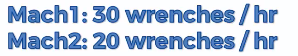 Mach1: 30 wrenches / hr
Mach2: 20 wrenches / hr